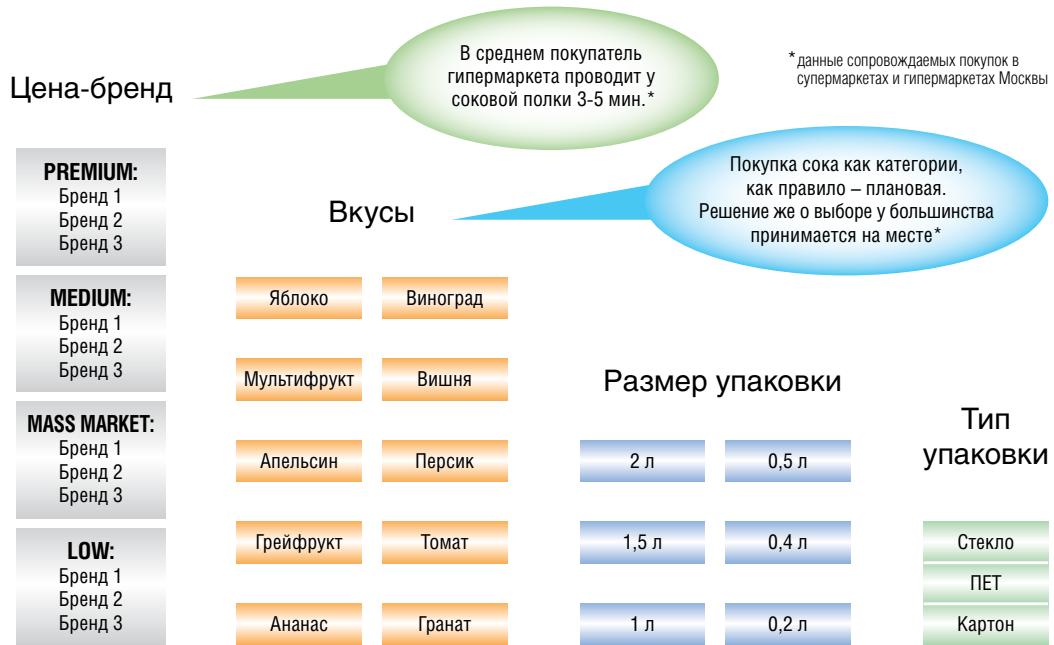 В среднем покупатель
гипермаркета проводит у
соковой полки 3-5 мин.*
* данные сопровождаемых покупок в
супермаркетах и гипермаркетах Москвы
Цена-бренд
PREMIUM:
Бренд 1
Бренд 2
Бренд 3
MEDIUM:
Бренд 1
Бренд 2
Бренд 3
MASS MARKET:
Бренд 1
Бренд 2
Бренд 3
LOW:
Бренд 1
Бренд 2
Бренд 3
Покупка сока как категории,
как правило – плановая.
Решение же о выборе у большинства
принимается на месте*
Вкусы
Яблоко Виноград
Мультифрукт Вишня
Апельсин Персик
Грейфрукт Томат
Ананас Гранат
Размер упаковки
2 л 0,5 л
1,5 л 0,4 л
1 л 0,2 л
Тип
упаковки
Стекло
ПЕТ
Картон